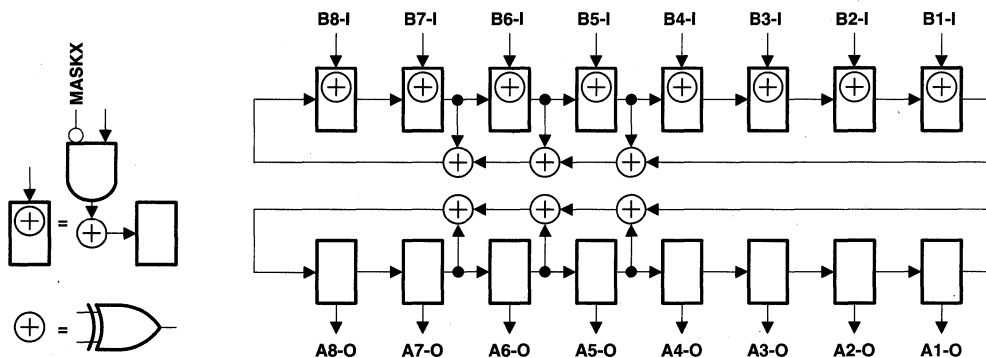 B8-I B7-I B6-I B5-I B4-I B3-I B2-I B1-I
MASKX
=
=
A8-O A7-O A6-O A5-O A4-O A3-O A2-O A1-O